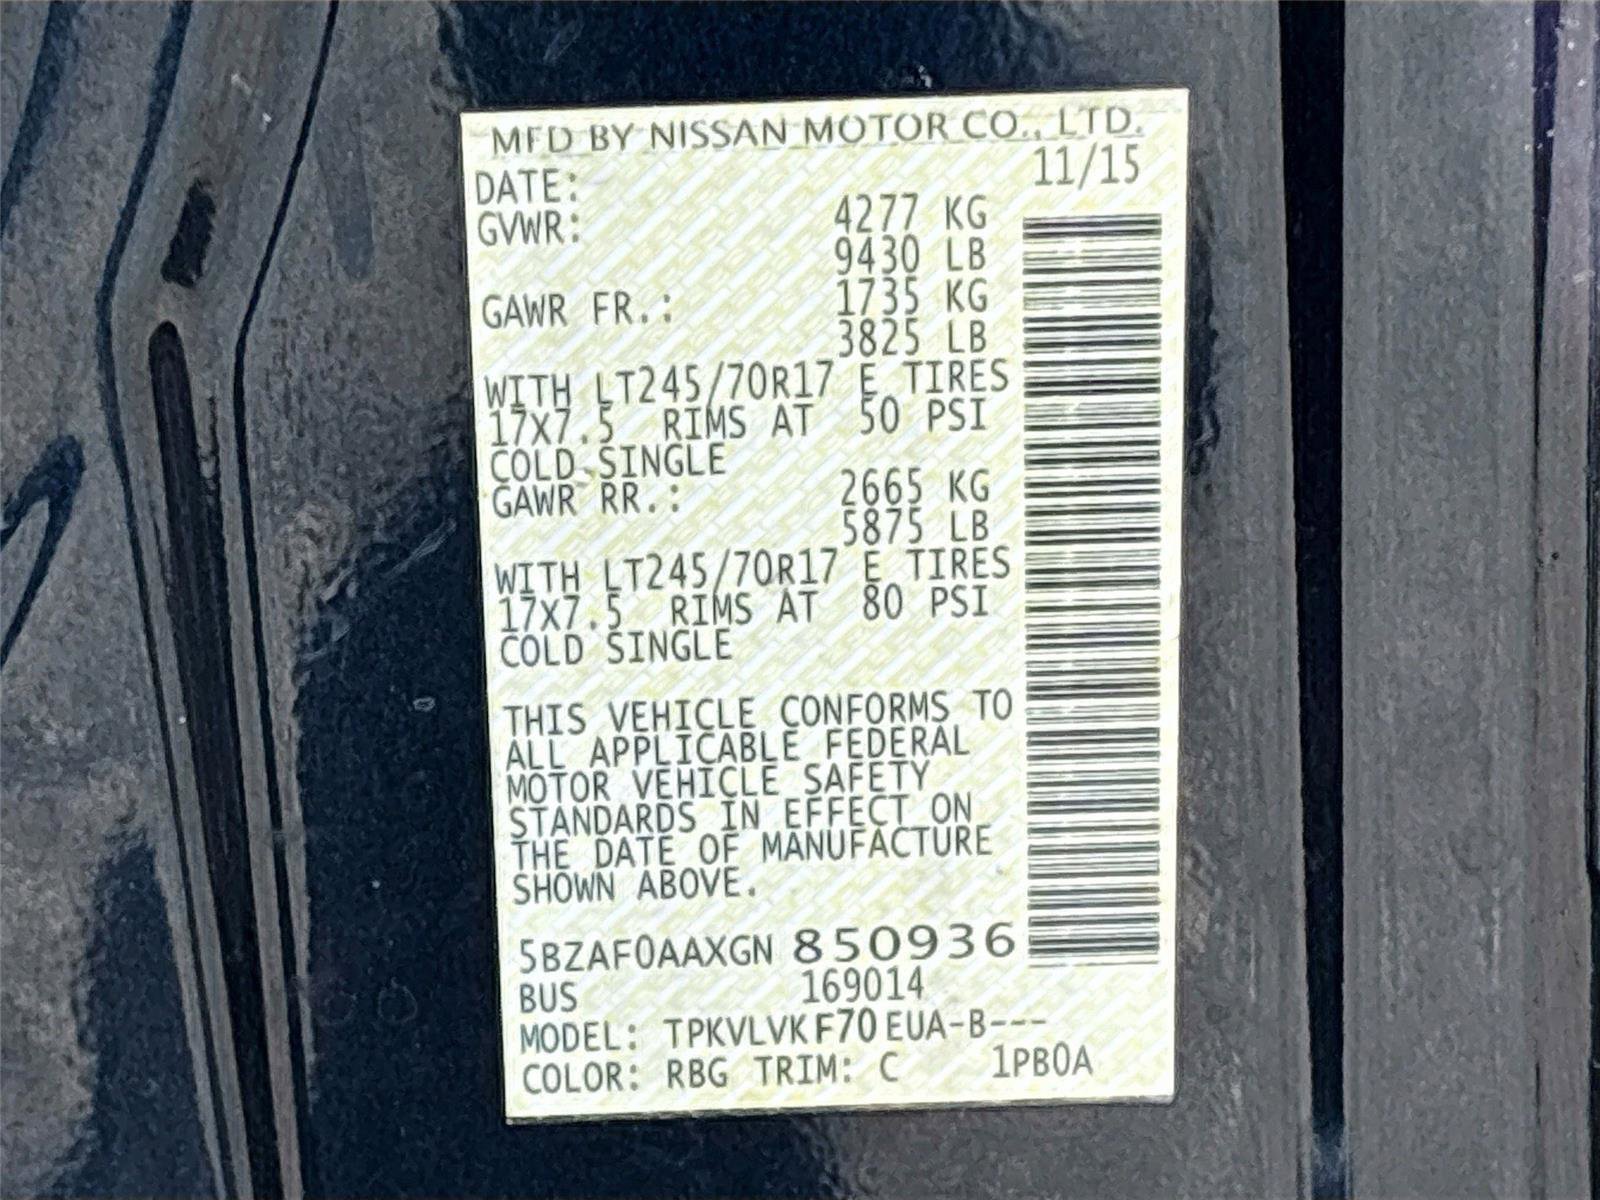 MFD BY NISSAN MOTOR CO., LTD.
DATE: 11/15
GVWR: 4277 KG
9430 LB
GAWR FR.: 1735 KG
3825 LB
WITH LT245/70R17 E TIRES
17X7.5 RIMS AT 50 PSI
COLD SINGLE
GAWR RR.: 2665 KG
5875 LB
WITH LT245/70R17 E TIRES
17X7.5 RIMS AT 80 PSI
COLD SINGLE
THIS VEHICLE CONFORMS TO
ALL APPLICABLE FEDERAL
MOTOR VEHICLE SAFETY
STANDARDS IN EFFECT ON
THE DATE OF MANUFACTURE
SHOWN ABOVE.
5BZAF0AAXGN 850936
BUS 169014
MODEL: TPKVLVKF70EUA-B---
COLOR: RBG TRIM: C 1PB0A